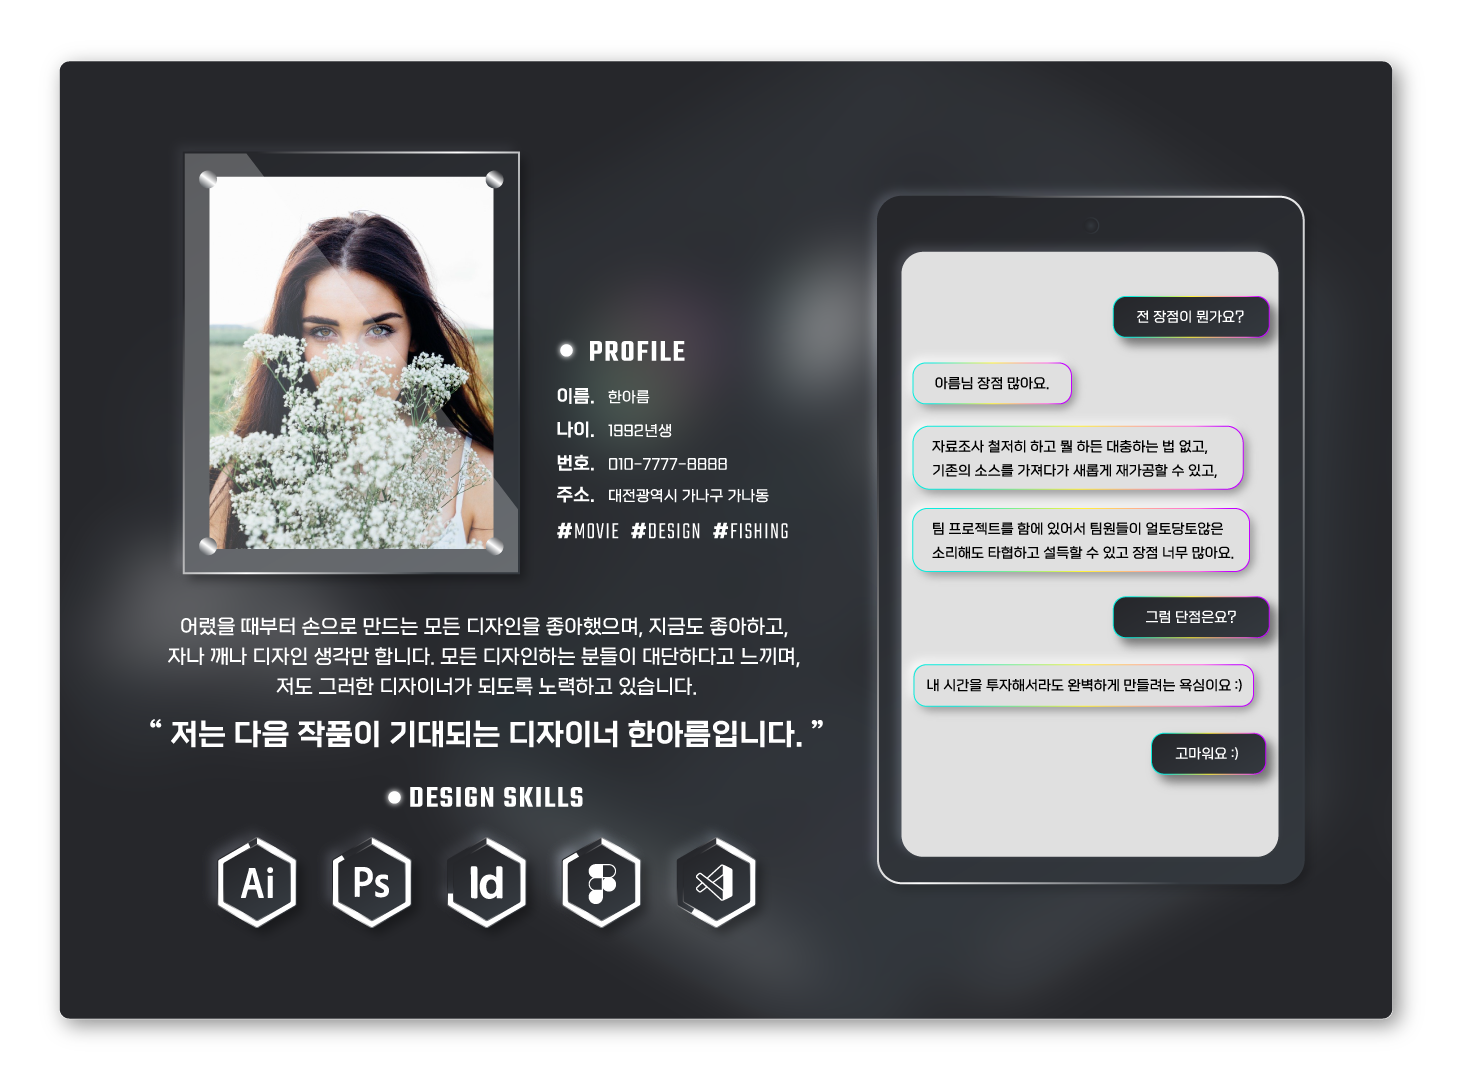 PROFILE
이름. 한아름
나이. 1992년생
번호. 010-7777-8888
주소. 대전광역시 가나구 가나동
#MOVIE #DESIGN #FISHING
어렸을 때부터 손으로 만드는 모든 디자인을 좋아했으며, 지금도 좋아하고,
자나 깨나 디자인 생각만 합니다. 모든 디자인하는 분들이 대단하다고 느끼며,
저도 그러한 디자이너가 되도록 노력하고 있습니다.
“ 저는 다음 작품이 기대되는 디자이너 한아름입니다. ”
DESIGN SKILLS
Ai
Ps
Id
전 장점이 뭔가요?
아름님 장점 많아요.
자료조사 철저히 하고 뭘 하든 대충하는 법 없고,
기존의 소스를 가져다가 새롭게 재가공할 수 있고,
팀 프로젝트를 함에 있어서 팀원들이 얼토당토않은
소리해도 타협하고 설득할 수 있고 장점 너무 많아요.
그럼 단점은요?
내 시간을 투자해서라도 완벽하게 만들려는 욕심이요 :)
고마워요 :)